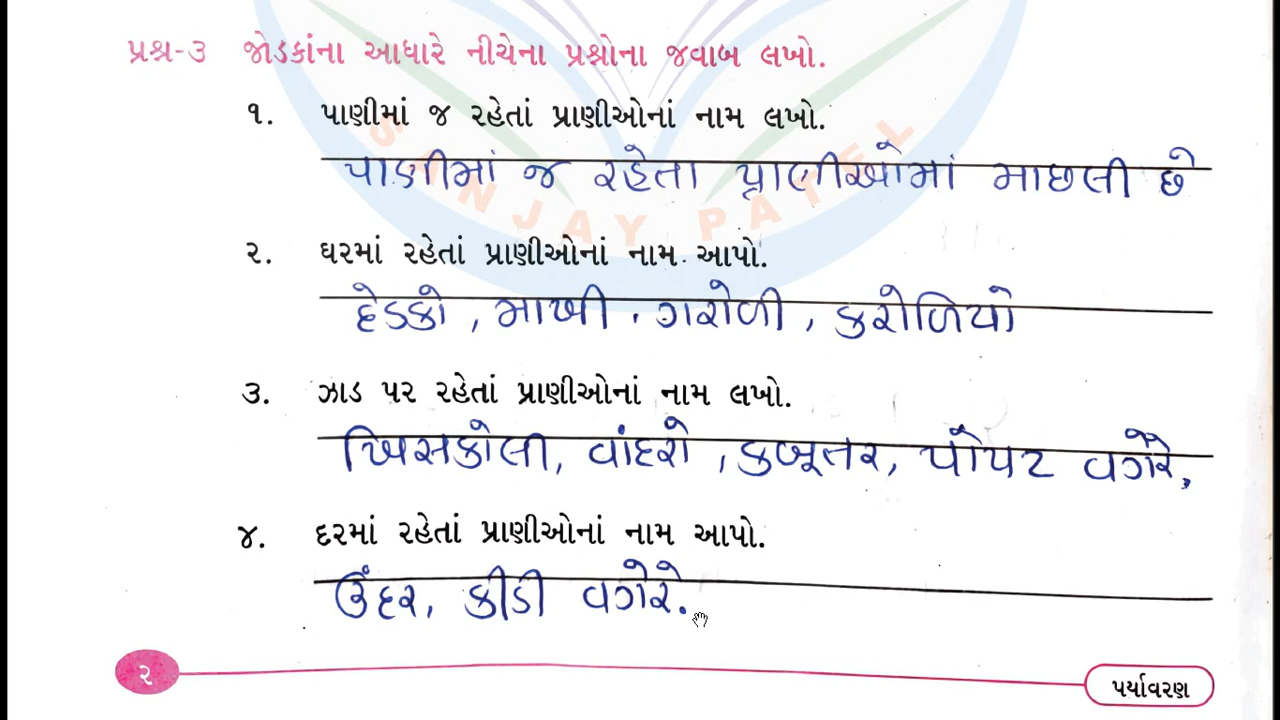 પ્રશ્ન-૩ જોડકાંના આધારે નીચેના પ્રશ્નોના જવાબ લખો.
૧. પાણીમાં જ રહેતાં પ્રાણીઓનાં નામ લખો.
પાણીમાં જ રહેતા પ્રાણીઓમાં માછલી છે
૨. ઘરમાં રહેતાં પ્રાણીઓનાં નામ આપો.
દેડકો, માખી. ગરોળી, કરોળિયો
૩. ઝાડ પર રહેતાં પ્રાણીઓનાં નામ લખો.
ખિસકોલી, વાંદરો, કબૂતર, પોપટ વગેરે.
૪. દરમાં રહેતાં પ્રાણીઓનાં નામ આપો.
ઉંદર, કીડી વગેરે.
૨ પર્યાવરણ
SANJAY PATEL